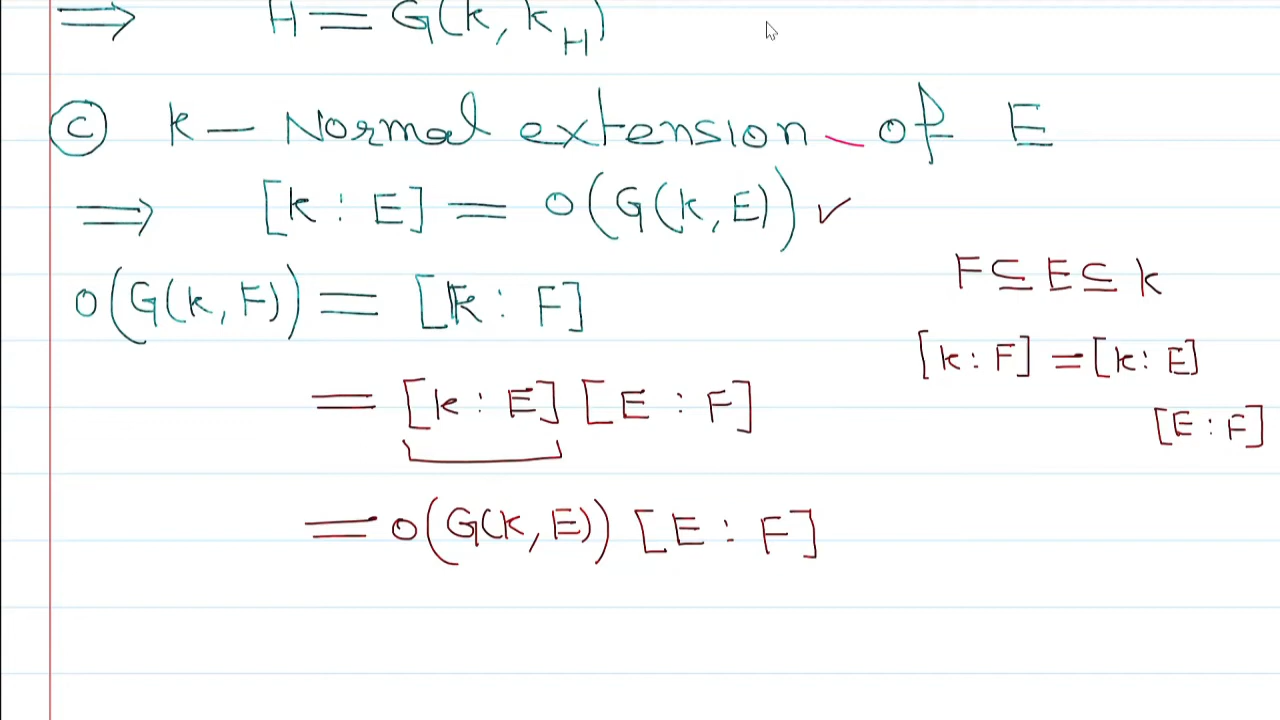 ⟹ H = G(k, k_H)
(c) k – Normal extension of E
⟹ [k : E] = o(G(k, E)) ✓
o(G(k, F)) = [k : F]
= [k : E] [E : F]
= o(G(k, E)) [E : F]
F ⊆ E ⊆ k
[k : F] = [k : E]
[E : F]